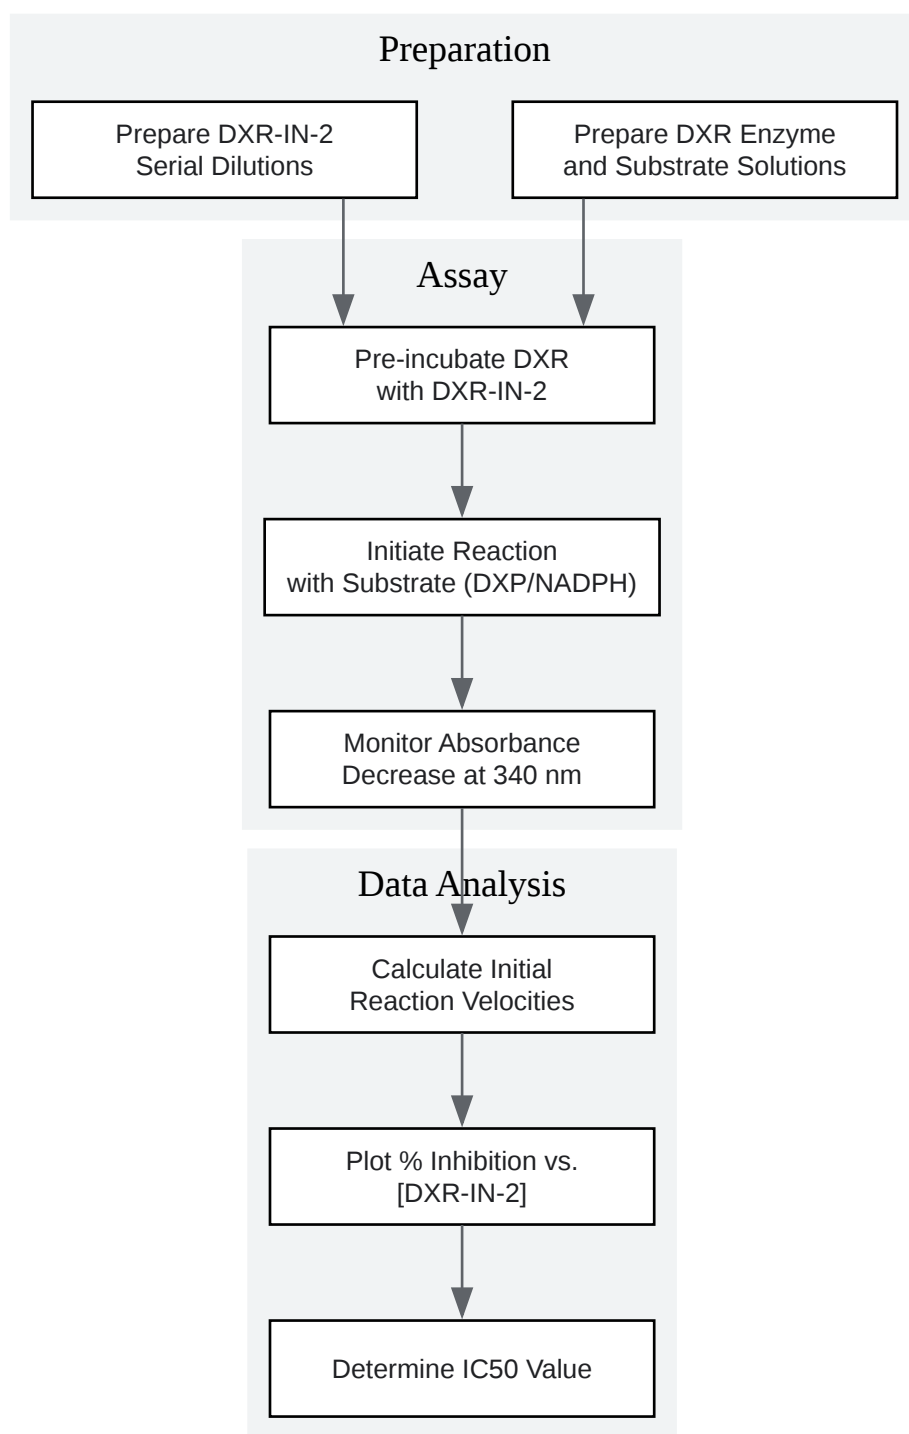 Preparation
Prepare DXR-IN-2
Serial Dilutions
Prepare DXR Enzyme
and Substrate Solutions
Assay
Pre-incubate DXR
with DXR-IN-2
Initiate Reaction
with Substrate (DXP/NADPH)
Monitor Absorbance
Decrease at 340 nm
Data Analysis
Calculate Initial
Reaction Velocities
Plot % Inhibition vs.
[DXR-IN-2]
Determine IC50 Value